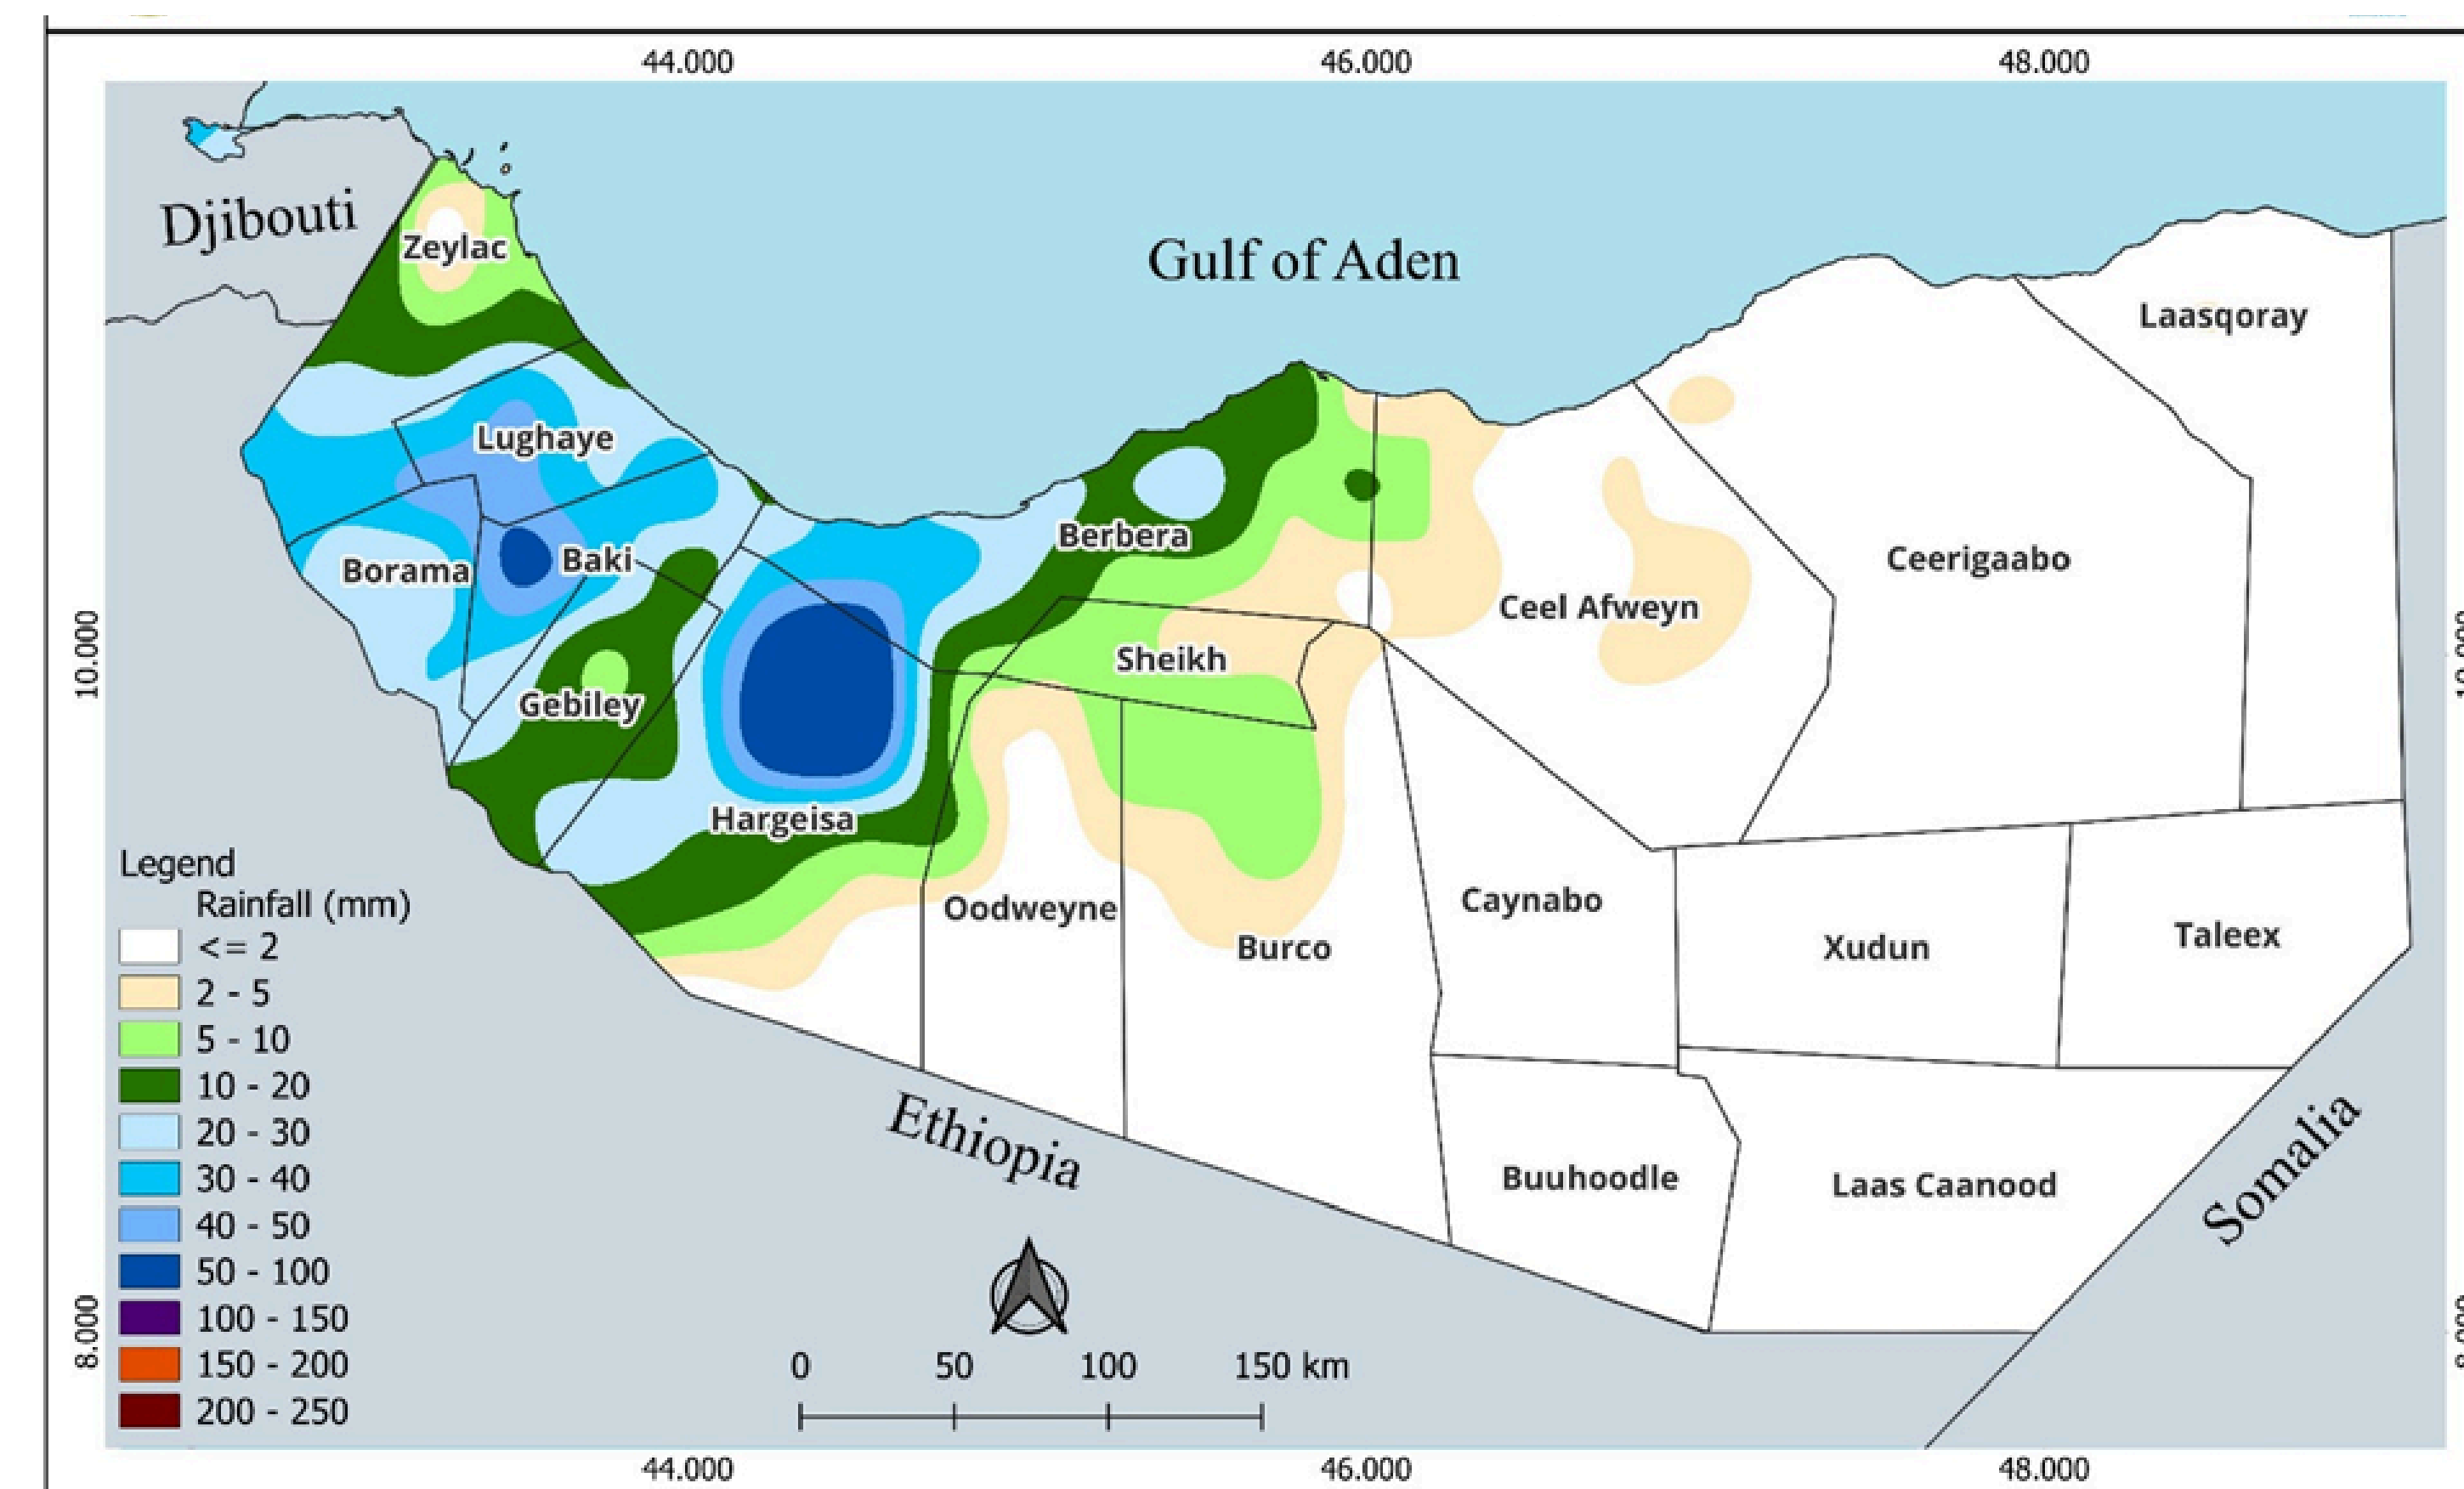 44.000 46.000 48.000
Djibouti
Zeylac
Gulf of Aden
Laasqoray
Lughaye
Berbera
Borama
Baki
Ceerigaabo
Ceel Afweyn
10.000
Sheikh
Gebiley
Hargeisa
Oodweyne
Burco
Caynabo
Xudun
Taleex
Legend
Rainfall (mm)
<= 2
2 - 5
5 - 10
10 - 20
20 - 30
30 - 40
40 - 50
50 - 100
100 - 150
150 - 200
200 - 250
Ethiopia
Buuhoodle
Laas Caanood
Somalia
8.000
0 50 100 150 km
44.000 46.000 48.000